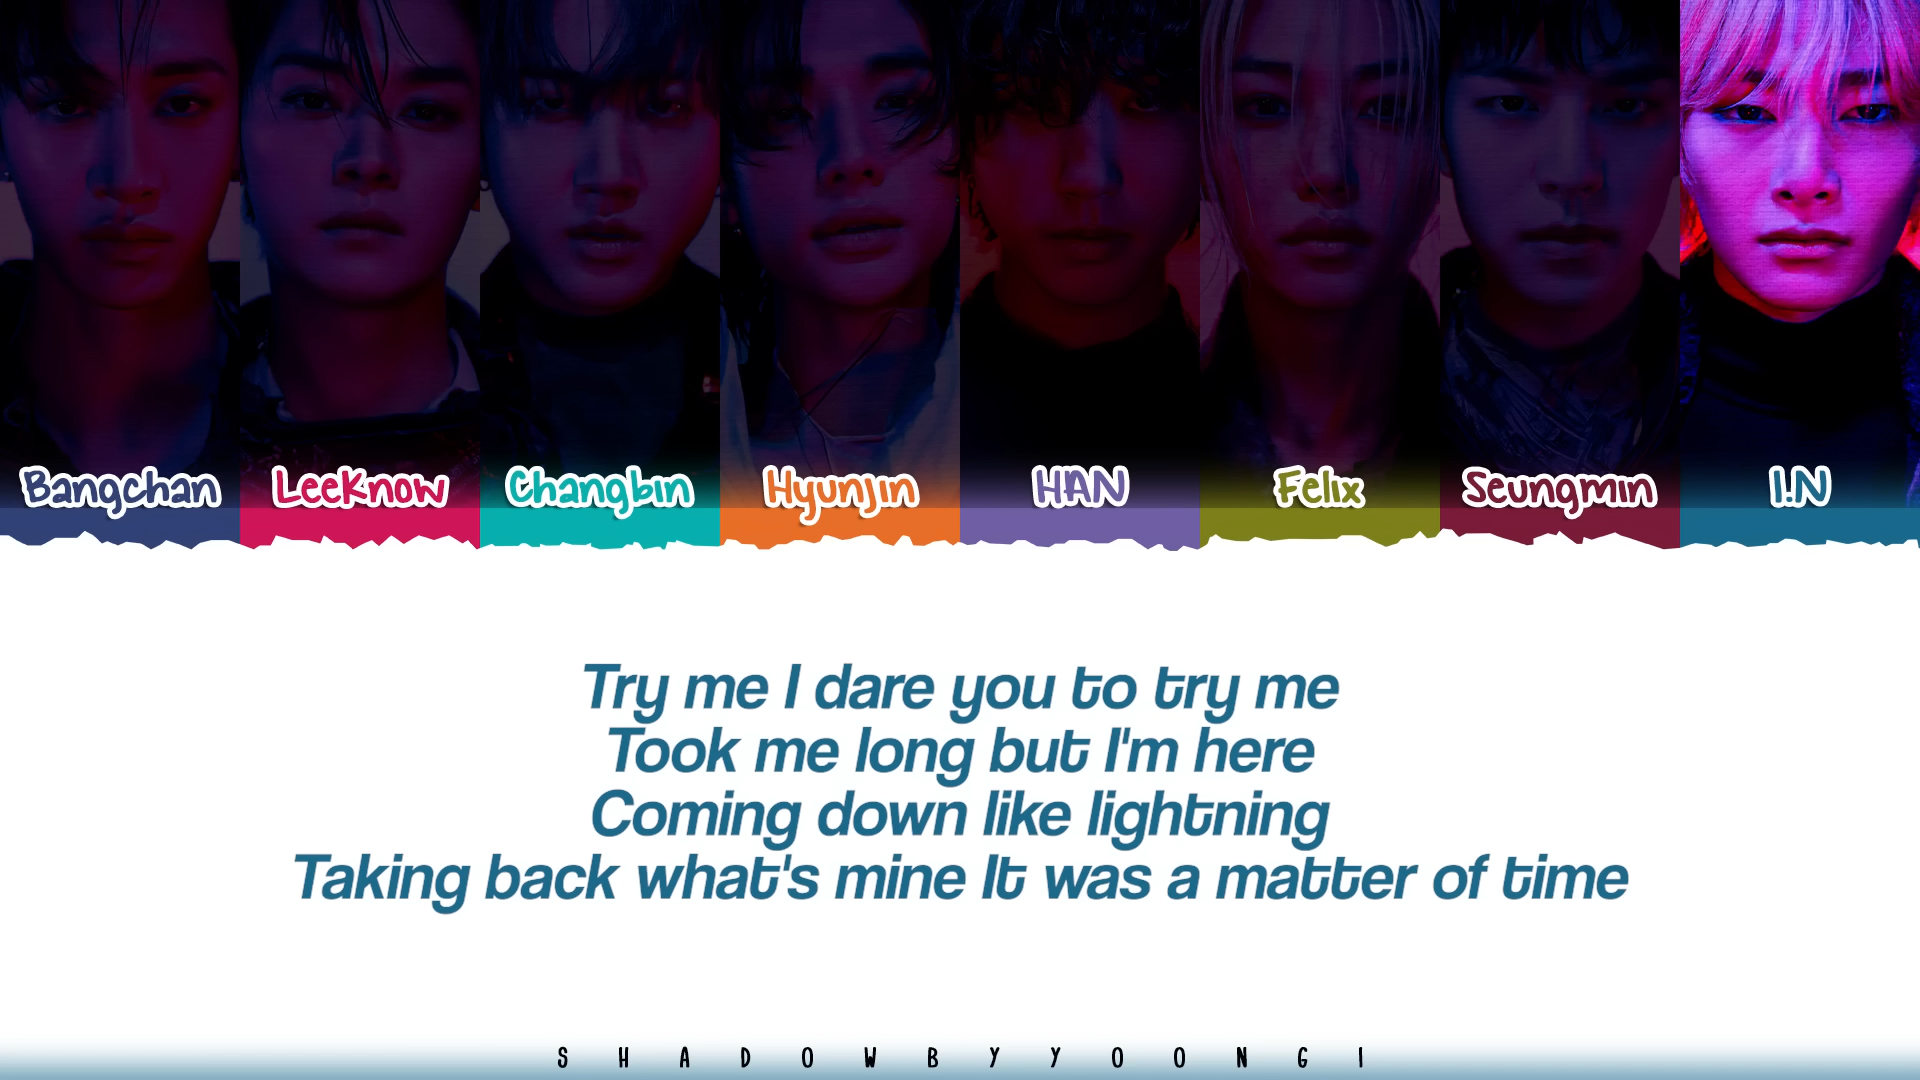 Bangchan LeeKnow Changbin Hyunjin HAN Felix Seungmin I.N
Try me I dare you to try me
Took me long but I'm here
Coming down like lightning
Taking back what's mine It was a matter of time
SHADOWBYYOONGI